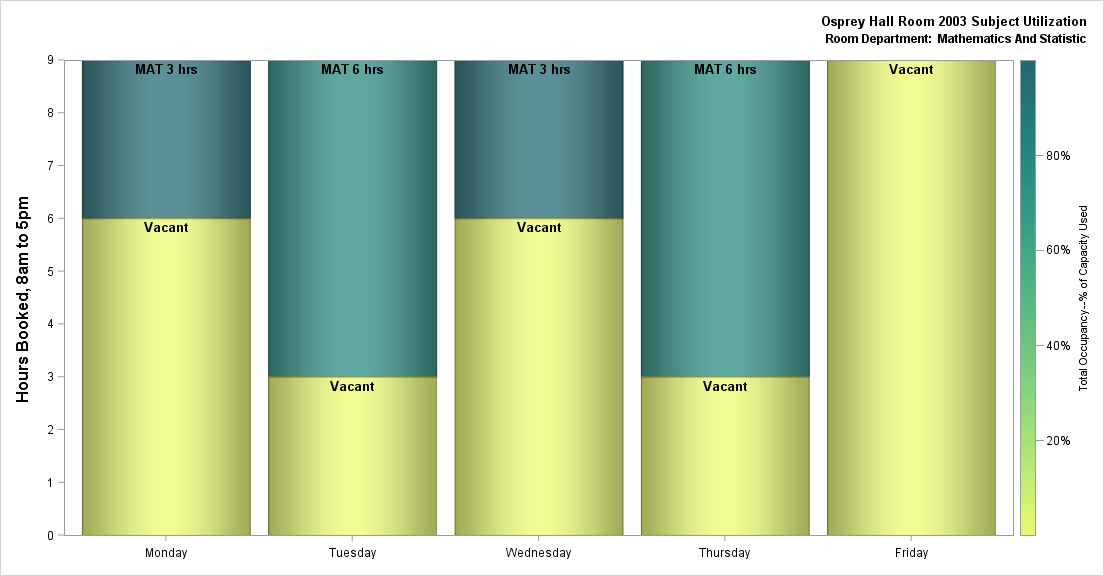 Osprey Hall Room 2003 Subject Utilization
Room Department: Mathematics And Statistic
Hours Booked, 8am to 5pm
9
8
7
6
5
4
3
2
1
0
MAT 3 hrs
Vacant
MAT 6 hrs
Vacant
MAT 3 hrs
Vacant
MAT 6 hrs
Vacant
Vacant
Monday
Tuesday
Wednesday
Thursday
Friday
80%
60%
40%
20%
Total Occupancy--% of Capacity Used